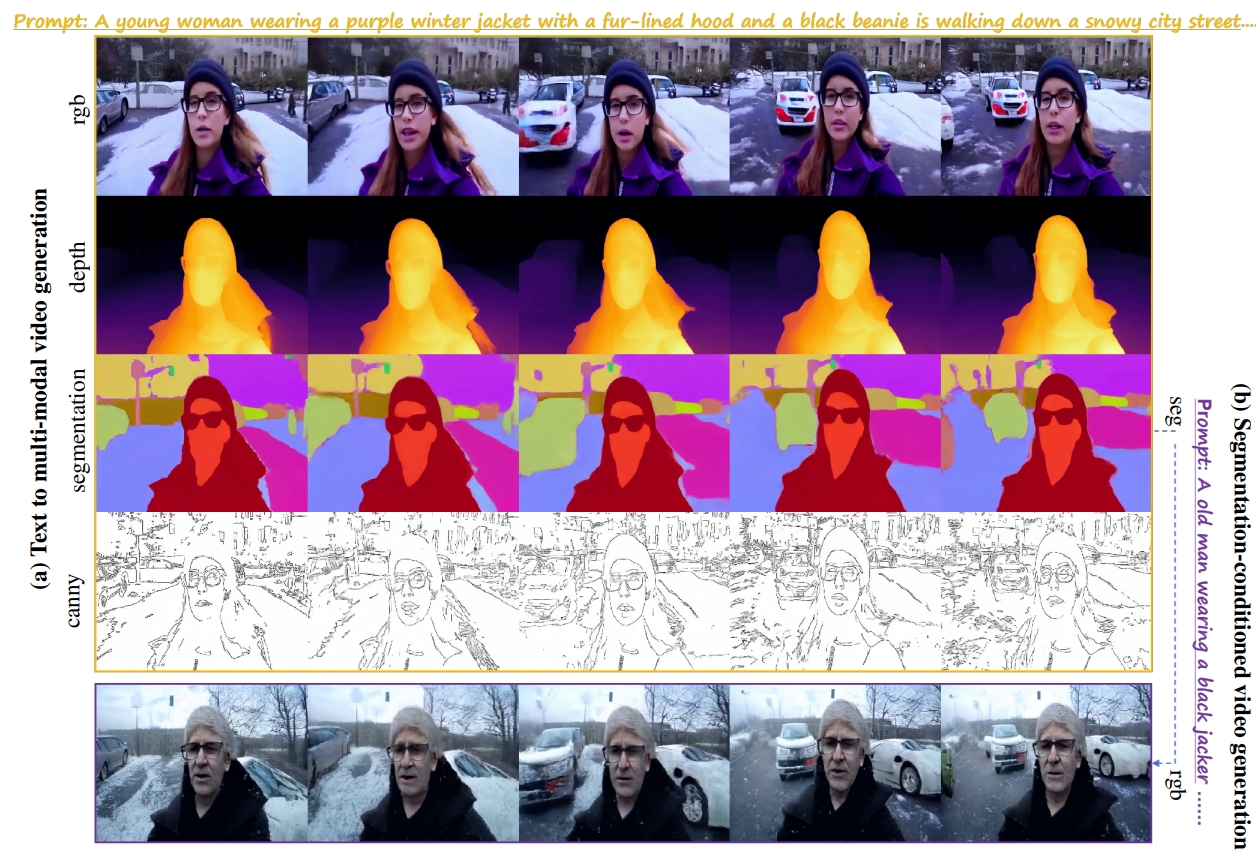 Prompt: A young woman wearing a purple winter jacket with a fur-lined hood and a black beanie is walking down a snowy city street....
(a) Text to multi-modal video generation
rgb
depth
segmentation
canny
seg
rgb
Prompt: A old man wearing a black jacker ......
(b) Segmentation-conditioned video generation